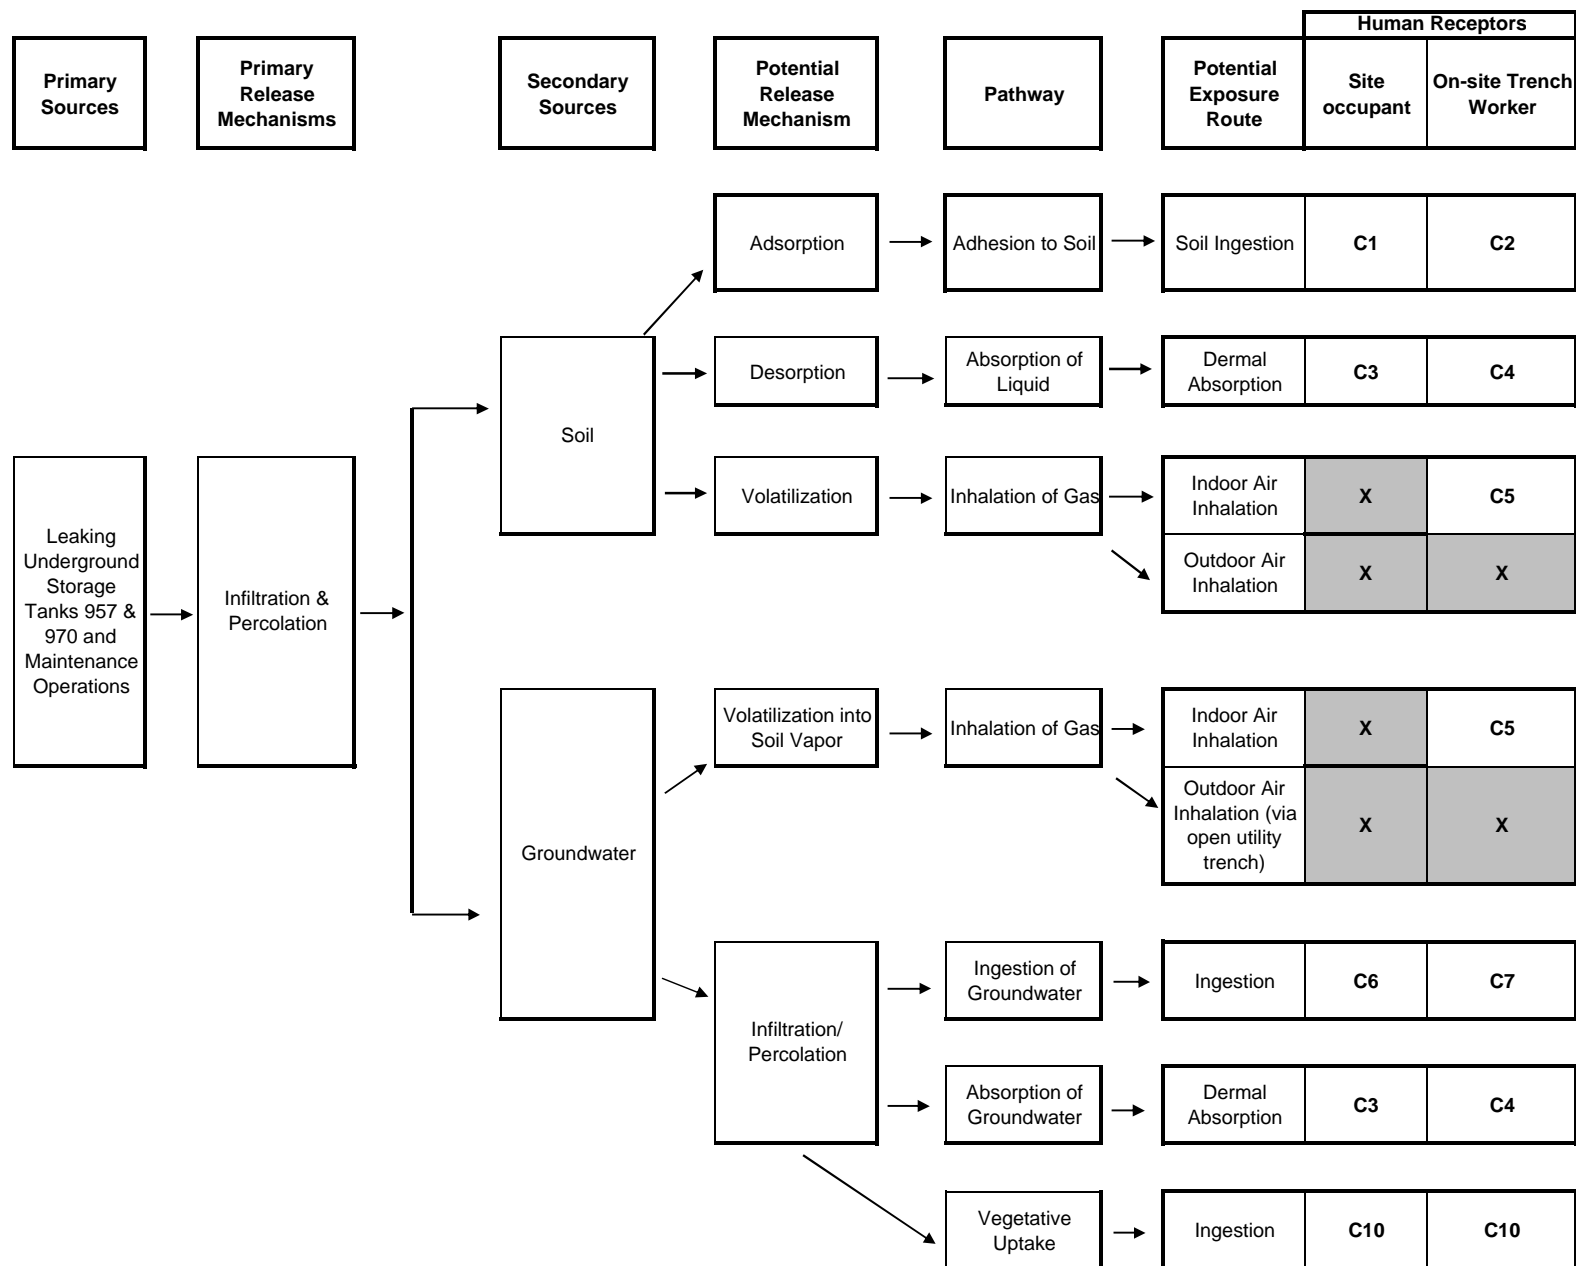 Human Receptors
Primary
Sources
Primary
Release
Mechanisms
Secondary
Sources
Potential
Release
Mechanism
Pathway
Potential
Exposure
Route
Site
occupant
On-site Trench
Worker
Adsorption
Adhesion to Soil
Soil Ingestion
C1
C2
Soil
Desorption
Absorption of
Liquid
Dermal
Absorption
C3
C4
Volatilization
Inhalation of Gas
Indoor Air
Inhalation
X
C5
Outdoor Air
Inhalation
X
X
Leaking
Underground
Storage
Tanks 957 &
970 and
Maintenance
Operations
Infiltration &
Percolation
Groundwater
Volatilization into
Soil Vapor
Inhalation of Gas
Indoor Air
Inhalation
X
C5
Outdoor Air
Inhalation (via
open utility
trench)
X
X
Infiltration/
Percolation
Ingestion of
Groundwater
Ingestion
C6
C7
Absorption of
Groundwater
Dermal
Absorption
C3
C4
Vegetative
Uptake
Ingestion
C10
C10